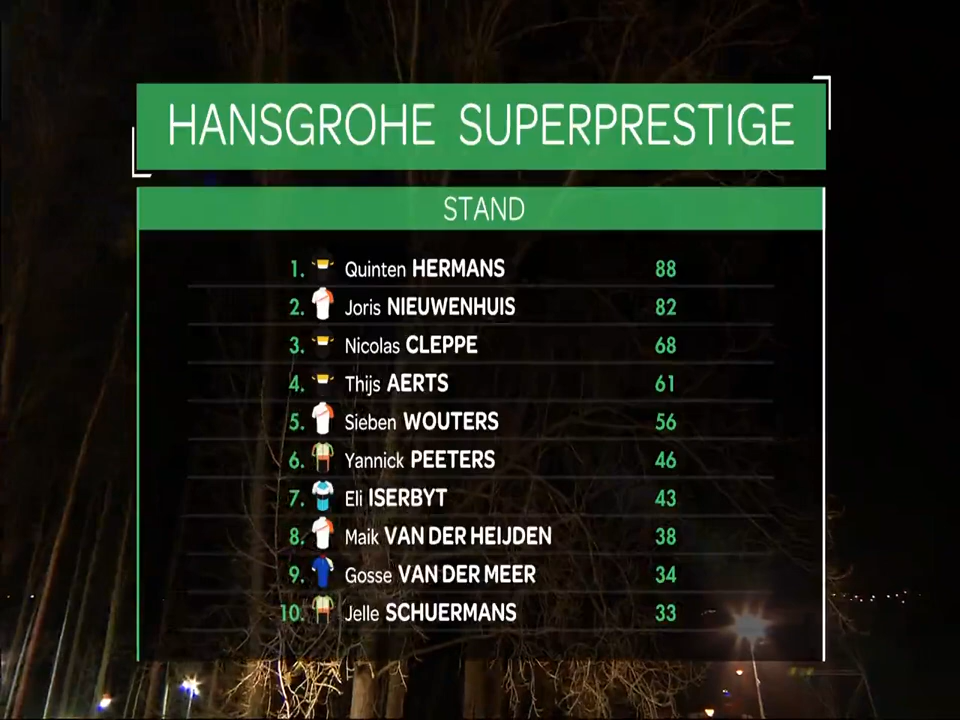 HANSGROHE SUPERPRESTIGE
STAND
1. Quinten HERMANS 88
2. Joris NIEUWENHUIS 82
3. Nicolas CLEPPE 68
4. Thijs AERTS 61
5. Sieben WOUTERS 56
6. Yannick PEETERS 46
7. Eli ISERBYT 43
8. Maik VAN DER HEIJDEN 38
9. Gosse VAN DER MEER 34
10. Jelle SCHUERMANS 33